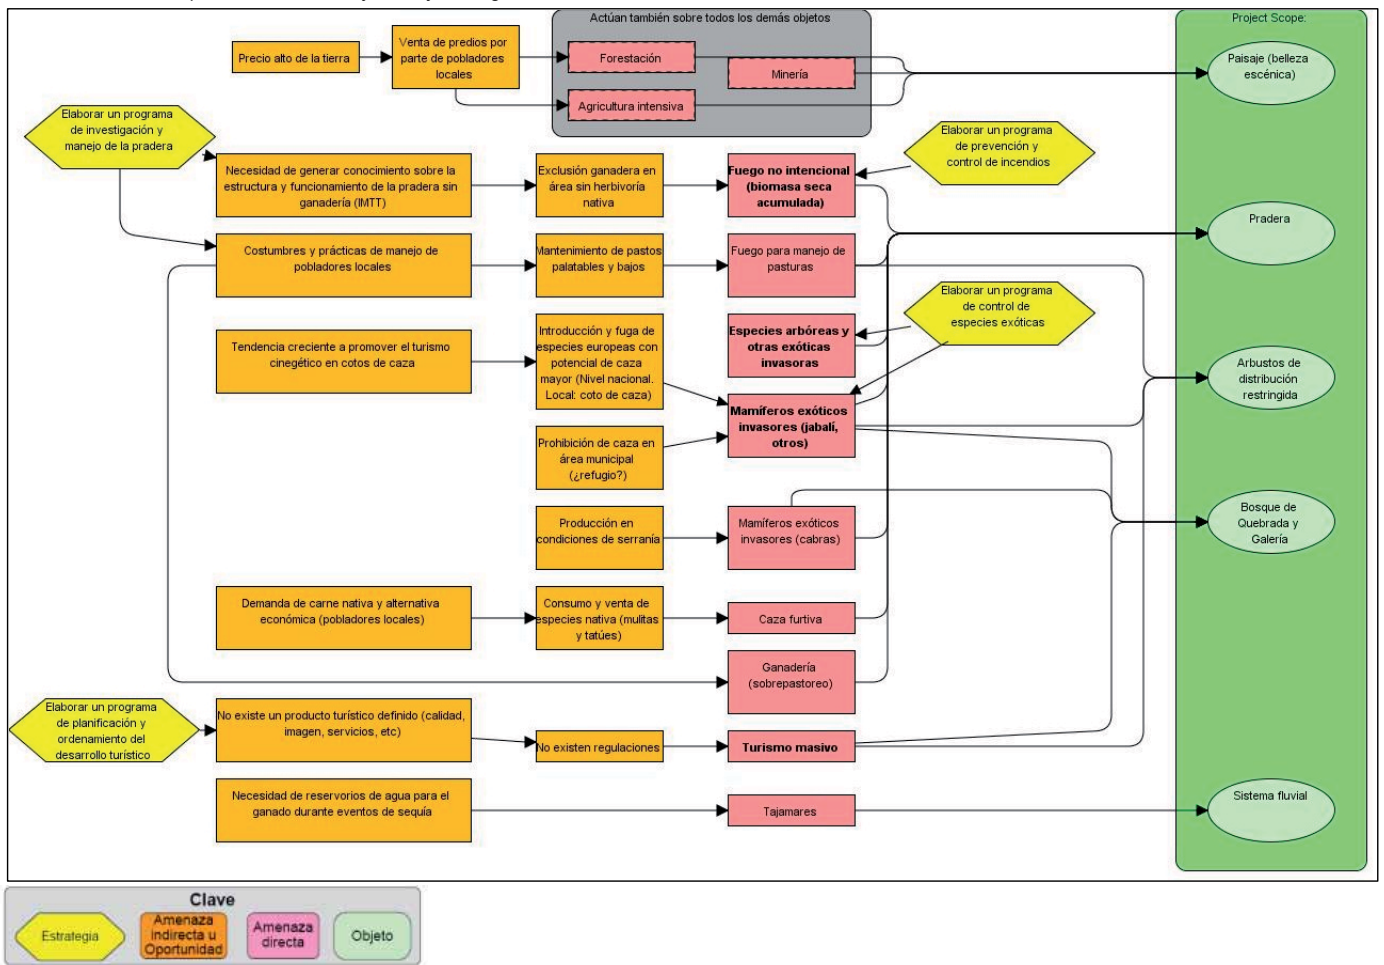 Actúan también sobre todos los demás objetos
Project Scope:
Precio alto de la tierra
Venta de predios por
parte de pobladores
locales
Forestación
Minería
Agricultura intensiva
Paisaje (belleza
escénica)
Elaborar un programa
de investigación y
manejo de la pradera
Elaborar un programa
de prevención y
control de incendios
Necesidad de generar conocimiento sobre la
estructura y funcionamiento de la pradera sin
ganadería (IMTT)
Exclusión ganadera en
área sin herbivoría
nativa
Fuego no intencional
(biomasa seca
acumulada)
Pradera
Costumbres y prácticas de manejo de
pobladores locales
Mantenimiento de pastos
palatables y bajos
Fuego para manejo de
pasturas
Elaborar un programa
de control de
especies exóticas
Tendencia creciente a promover el turismo
cinegético en cotos de caza
Introducción y fuga de
especies europeas con
potencial de caza
mayor (Nivel nacional.
Local: coto de caza)
Especies arbóreas y
otras exóticas
invasoras
Arbustos de
distribución
restringida
Mamíferos exóticos
invasores (jabalí,
otros)
Prohibición de caza en
área municipal
(¿refugio?)
Producción en
condiciones de serranía
Mamíferos exóticos
invasores (cabras)
Bosque de
Quebrada y
Galería
Demanda de carne nativa y alternativa
económica (pobladores locales)
Consumo y venta de
especies nativa (mulitas
y tatúes)
Caza furtiva
Ganadería
(sobrepastoreo)
Elaborar un programa
de planificación y
ordenamiento del
desarrollo turístico
No existe un producto turístico definido (calidad,
imagen, servicios, etc)
No existen regulaciones
Turismo masivo
Necesidad de reservorios de agua para el
ganado durante eventos de sequía
Tajamares
Sistema fluvial
Clave
Estrategia
Amenaza
indirecta u
Oportunidad
Amenaza
directa
Objeto